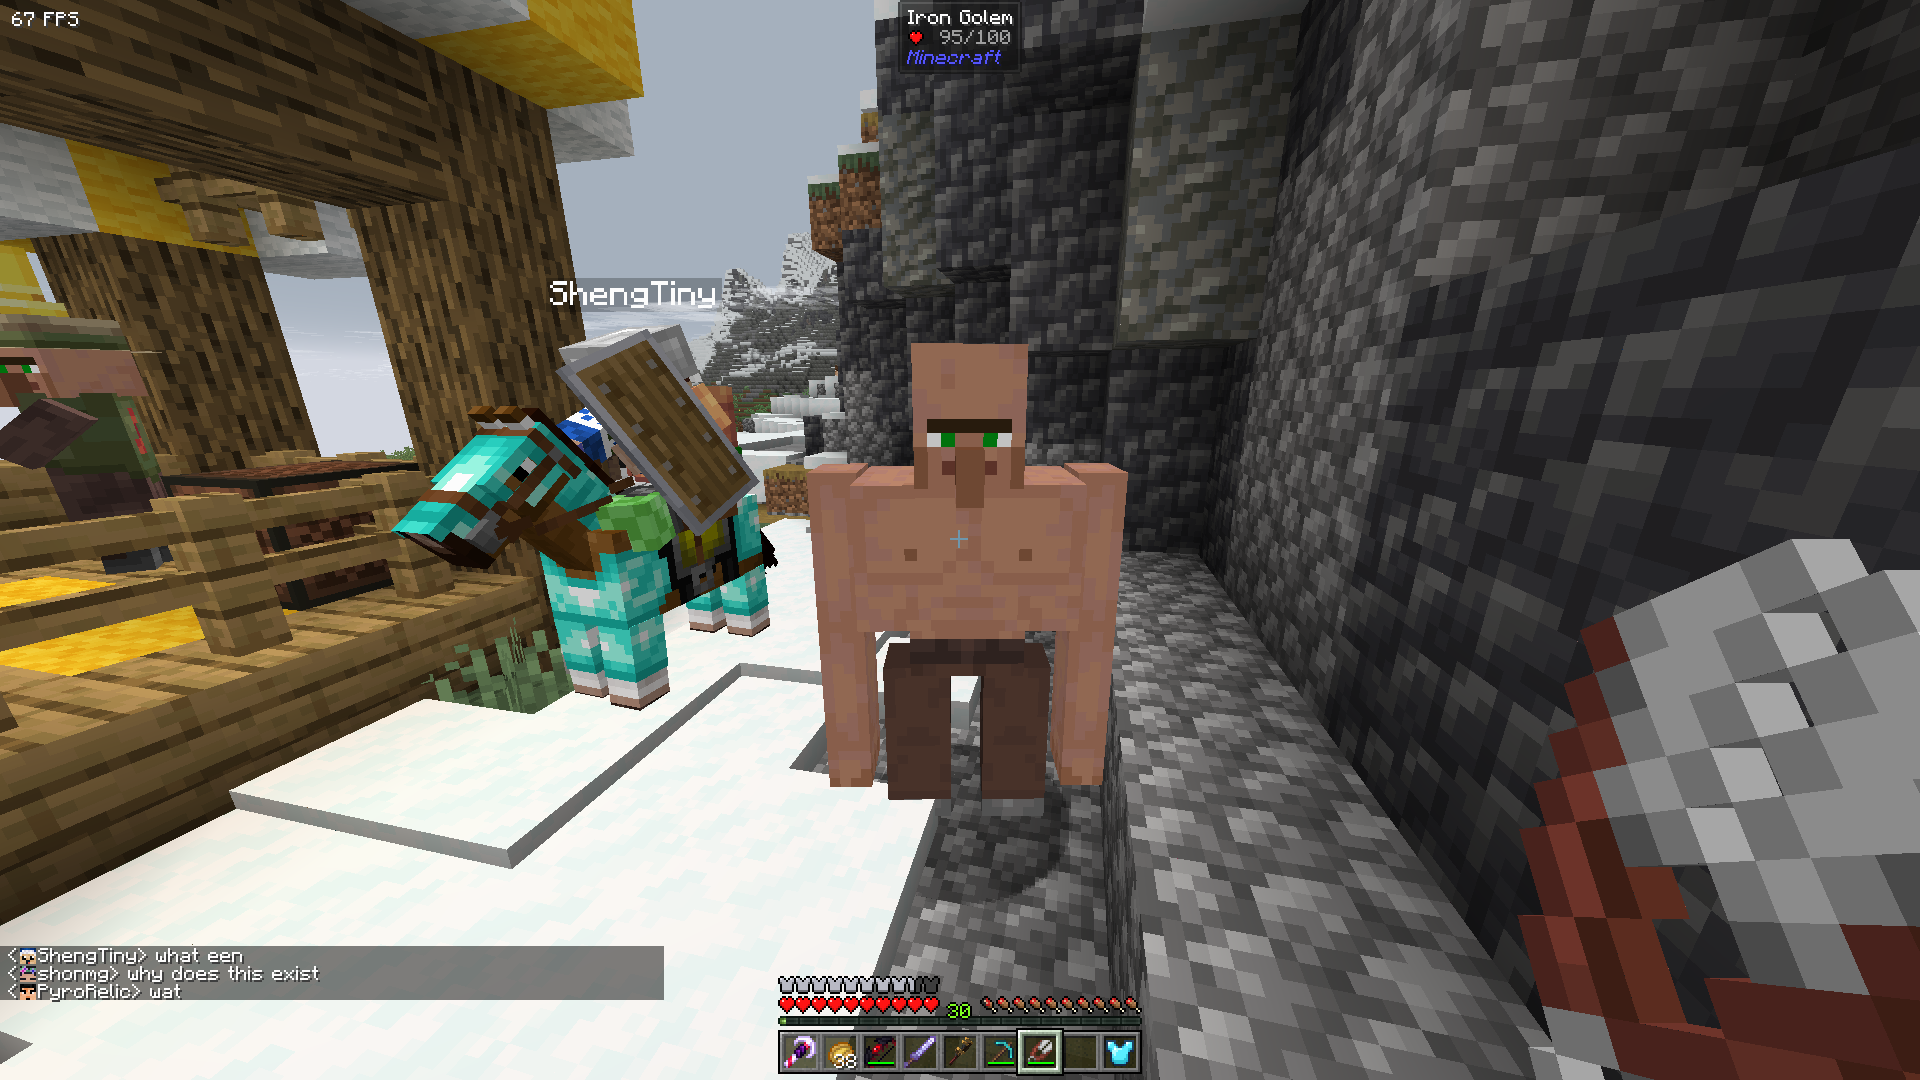 67 FPS
Iron Golem
95/100
Minecraft
ShengTiny
<ShengTiny> what een
<shonmg> why does this exist
<PyroRelic> wat
30
38